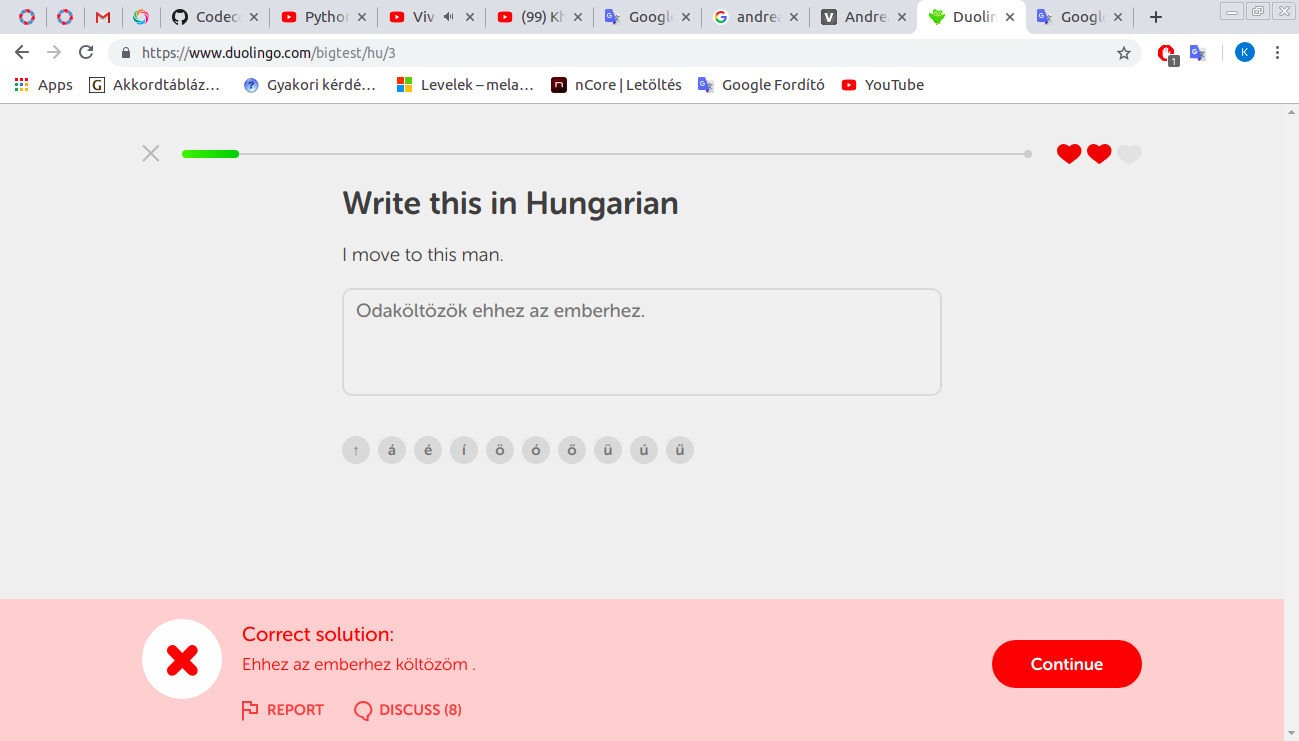 Codec
Python
Viv
(99) Kh
Google
andrea
Andrea
Duolin
Google
https://www.duolingo.com/bigtest/hu/3
1
K
Apps
Akkordtábláz…
Gyakori kérdé…
Levelek – mela…
nCore | Letöltés
Google Fordító
YouTube
Write this in Hungarian
I move to this man.
Odaköltözök ehhez az emberhez.
↑ á é í ö ó ő ü ú ű
Correct solution:
Ehhez az emberhez költözöm .
Continue
REPORT DISCUSS (8)